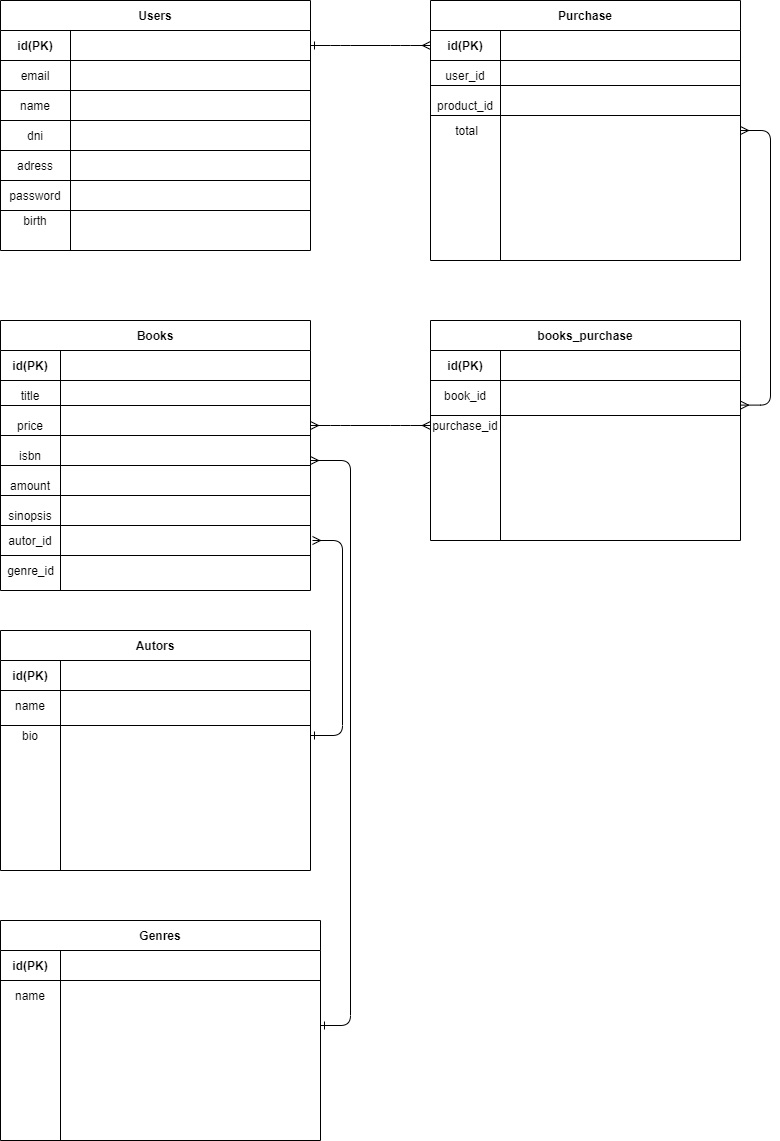 Users
id(PK)
email
name
dni
adress
password
birth
Purchase
id(PK)
user_id
product_id
total
Books
id(PK)
title
price
isbn
amount
sinopsis
autor_id
genre_id
books_purchase
id(PK)
book_id
purchase_id
Autors
id(PK)
name
bio
Genres
id(PK)
name